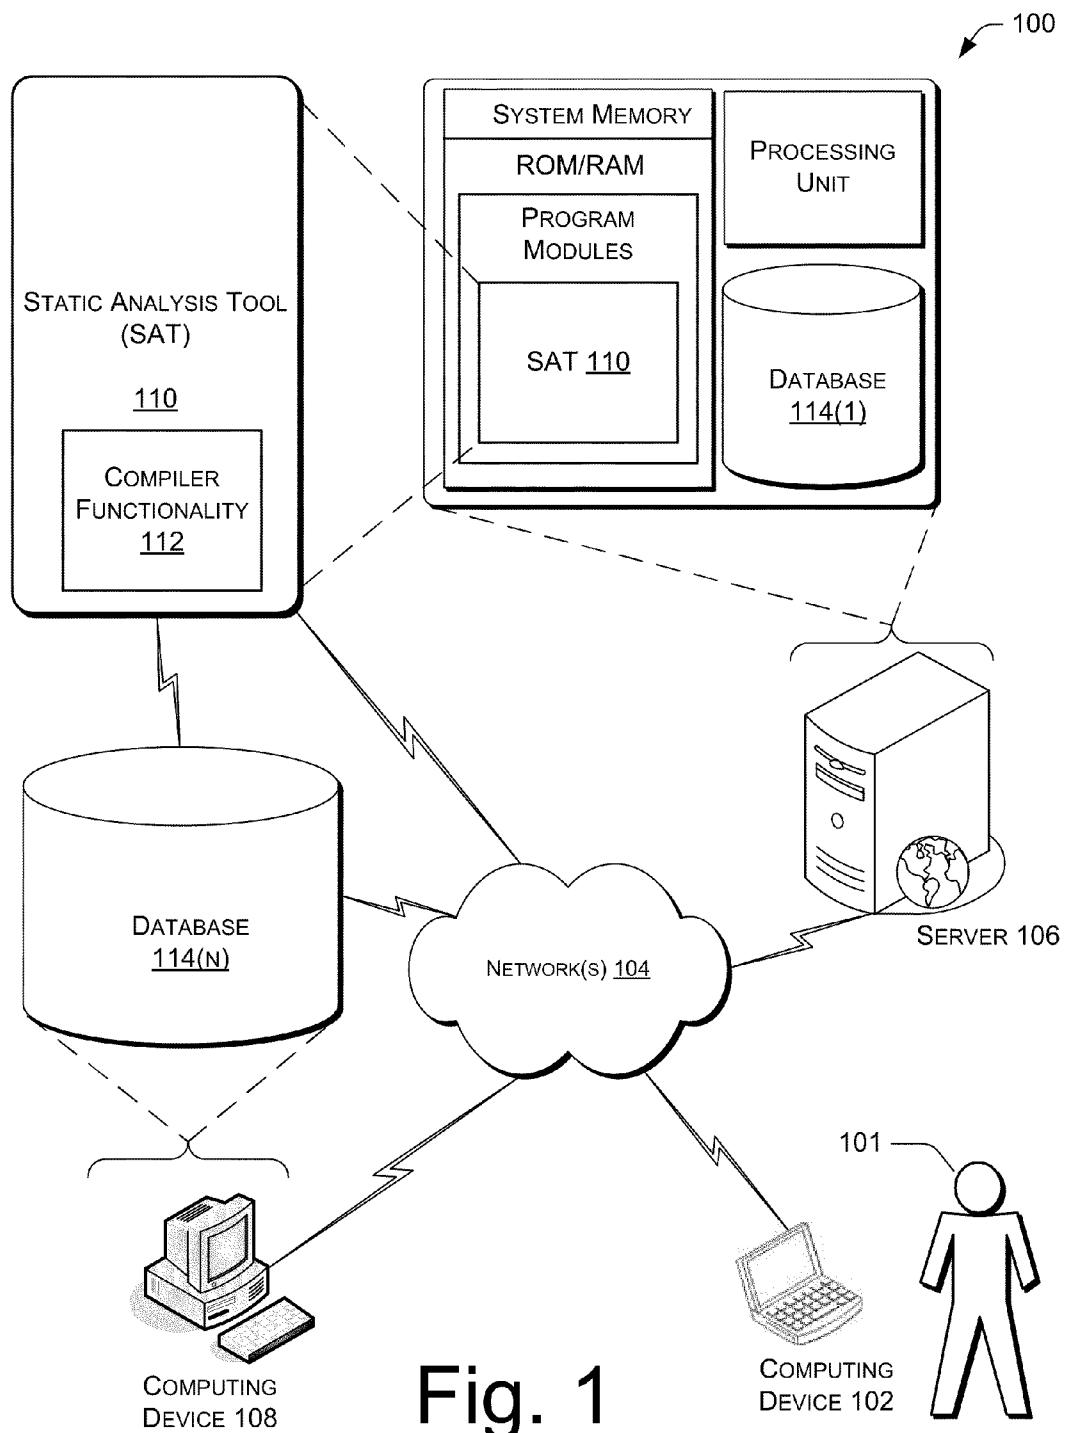 100
SYSTEM MEMORY
ROM/RAM
PROGRAM
MODULES
SAT 110
PROCESSING
UNIT
DATABASE
114(1)
STATIC ANALYSIS TOOL
(SAT)
110
COMPILER
FUNCTIONALITY
112
SERVER 106
DATABASE
114(N)
NETWORK(S) 104
101
COMPUTING
DEVICE 108
COMPUTING
DEVICE 102
Fig. 1